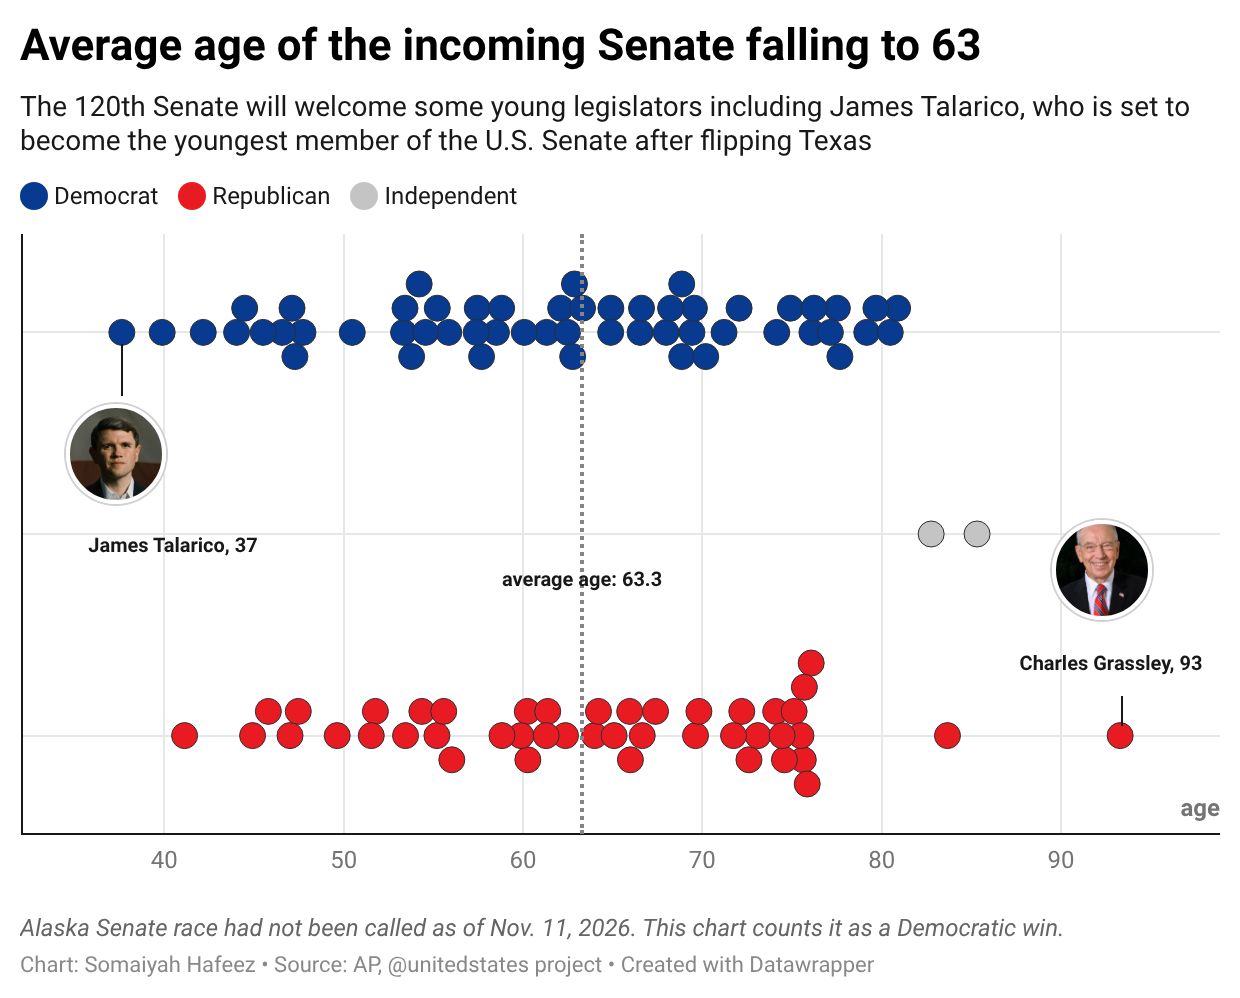 Average age of the incoming Senate falling to 63
The 120th Senate will welcome some young legislators including James Talarico, who is set to
become the youngest member of the U.S. Senate after flipping Texas
Democrat Republican Independent
James Talarico, 37
average age: 63.3
Charles Grassley, 93
age
40 50 60 70 80 90
Alaska Senate race had not been called as of Nov. 11, 2026. This chart counts it as a Democratic win.
Chart: Somaiyah Hafeez • Source: AP, @unitedstates project • Created with Datawrapper